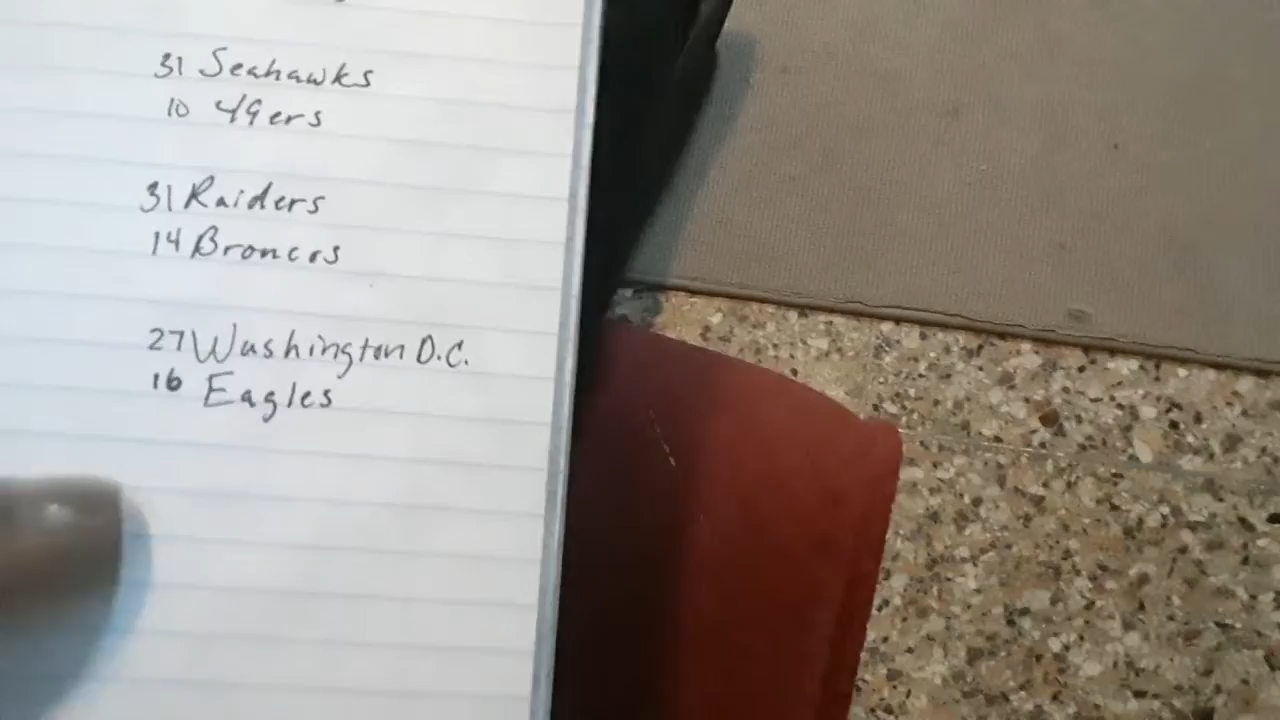 31 Seahawks
10 49ers
31 Raiders
14 Broncos
27 Washington D.C.
16 Eagles